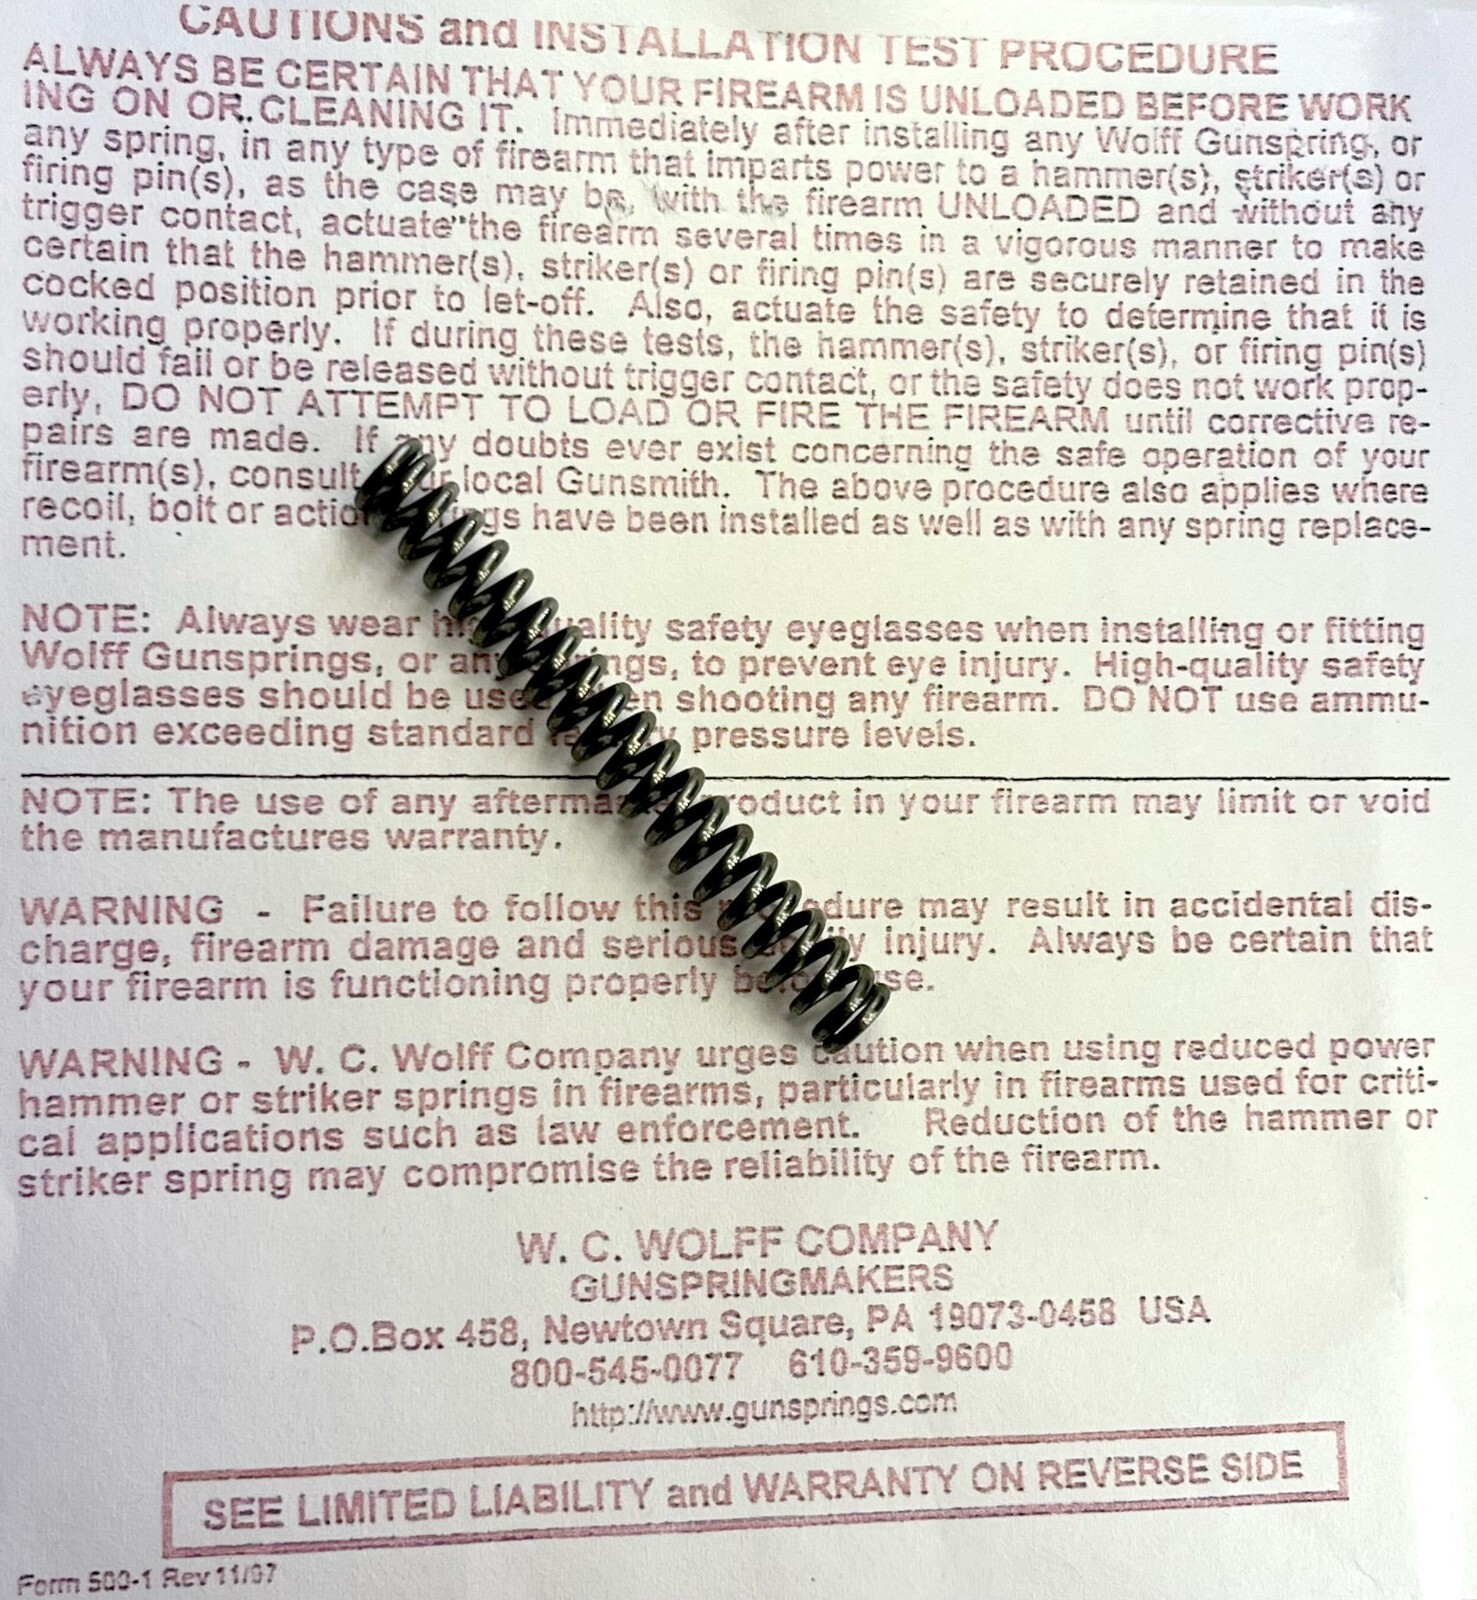 CAUTIONS and INSTALLATION TEST PROCEDURE
ALWAYS BE CERTAIN THAT YOUR FIREARM IS UNLOADED BEFORE WORK
ING ON OR CLEANING IT. Immediately after installing any Wolff Gunspring, or
any spring, in any type of firearm that imparts power to a hammer(s), striker(s) or
firing pin(s), as the case may be, with the firearm UNLOADED and without any
trigger contact, actuate the firearm several times in a vigorous manner to make
certain that the hammer(s), striker(s) or firing pin(s) are securely retained in the
cocked position prior to let-off. Also, actuate the safety to determine that it is
working properly. If during these tests, the hammer(s), striker(s), or firing pin(s)
should fail or be released without trigger contact, or the safety does not work prop-
erly, DO NOT ATTEMPT TO LOAD OR FIRE THE FIREARM until corrective re-
pairs are made. If any doubts ever exist concerning the safe operation of your
firearm(s), consult local Gunsmith. The above procedure also applies where
recoil, bolt or have been installed as well as with any spring replace-
ment.
NOTE: Always wear safety eyeglasses when installing or fitting
Wolff Gunsprings, or to prevent eye injury. High-quality safety
eyeglasses should be shooting any firearm. DO NOT use ammu-
nition exceeding standard pressure levels.
NOTE: The use of any in your firearm may limit or void
the manufactures warranty.
WARNING - Failure to follow this may result in accidental dis-
charge, firearm damage and serious injury. Always be certain that
your firearm is functioning properly
WARNING - W. C. Wolff Company urges caution when using reduced power
hammer or striker springs in firearms, particularly in firearms used for criti-
cal applications such as law enforcement. Reduction of the hammer or
striker spring may compromise the reliability of the firearm.
W. C. WOLFF COMPANY
GUNSPRINGMAKERS
P.O.Box 458, Newtown Square, PA 19073-0458 USA
800-545-0077 610-359-9600
http://www.gunsprings.com
SEE LIMITED LIABILITY and WARRANTY ON REVERSE SIDE
Form 500-1 Rev 11/07